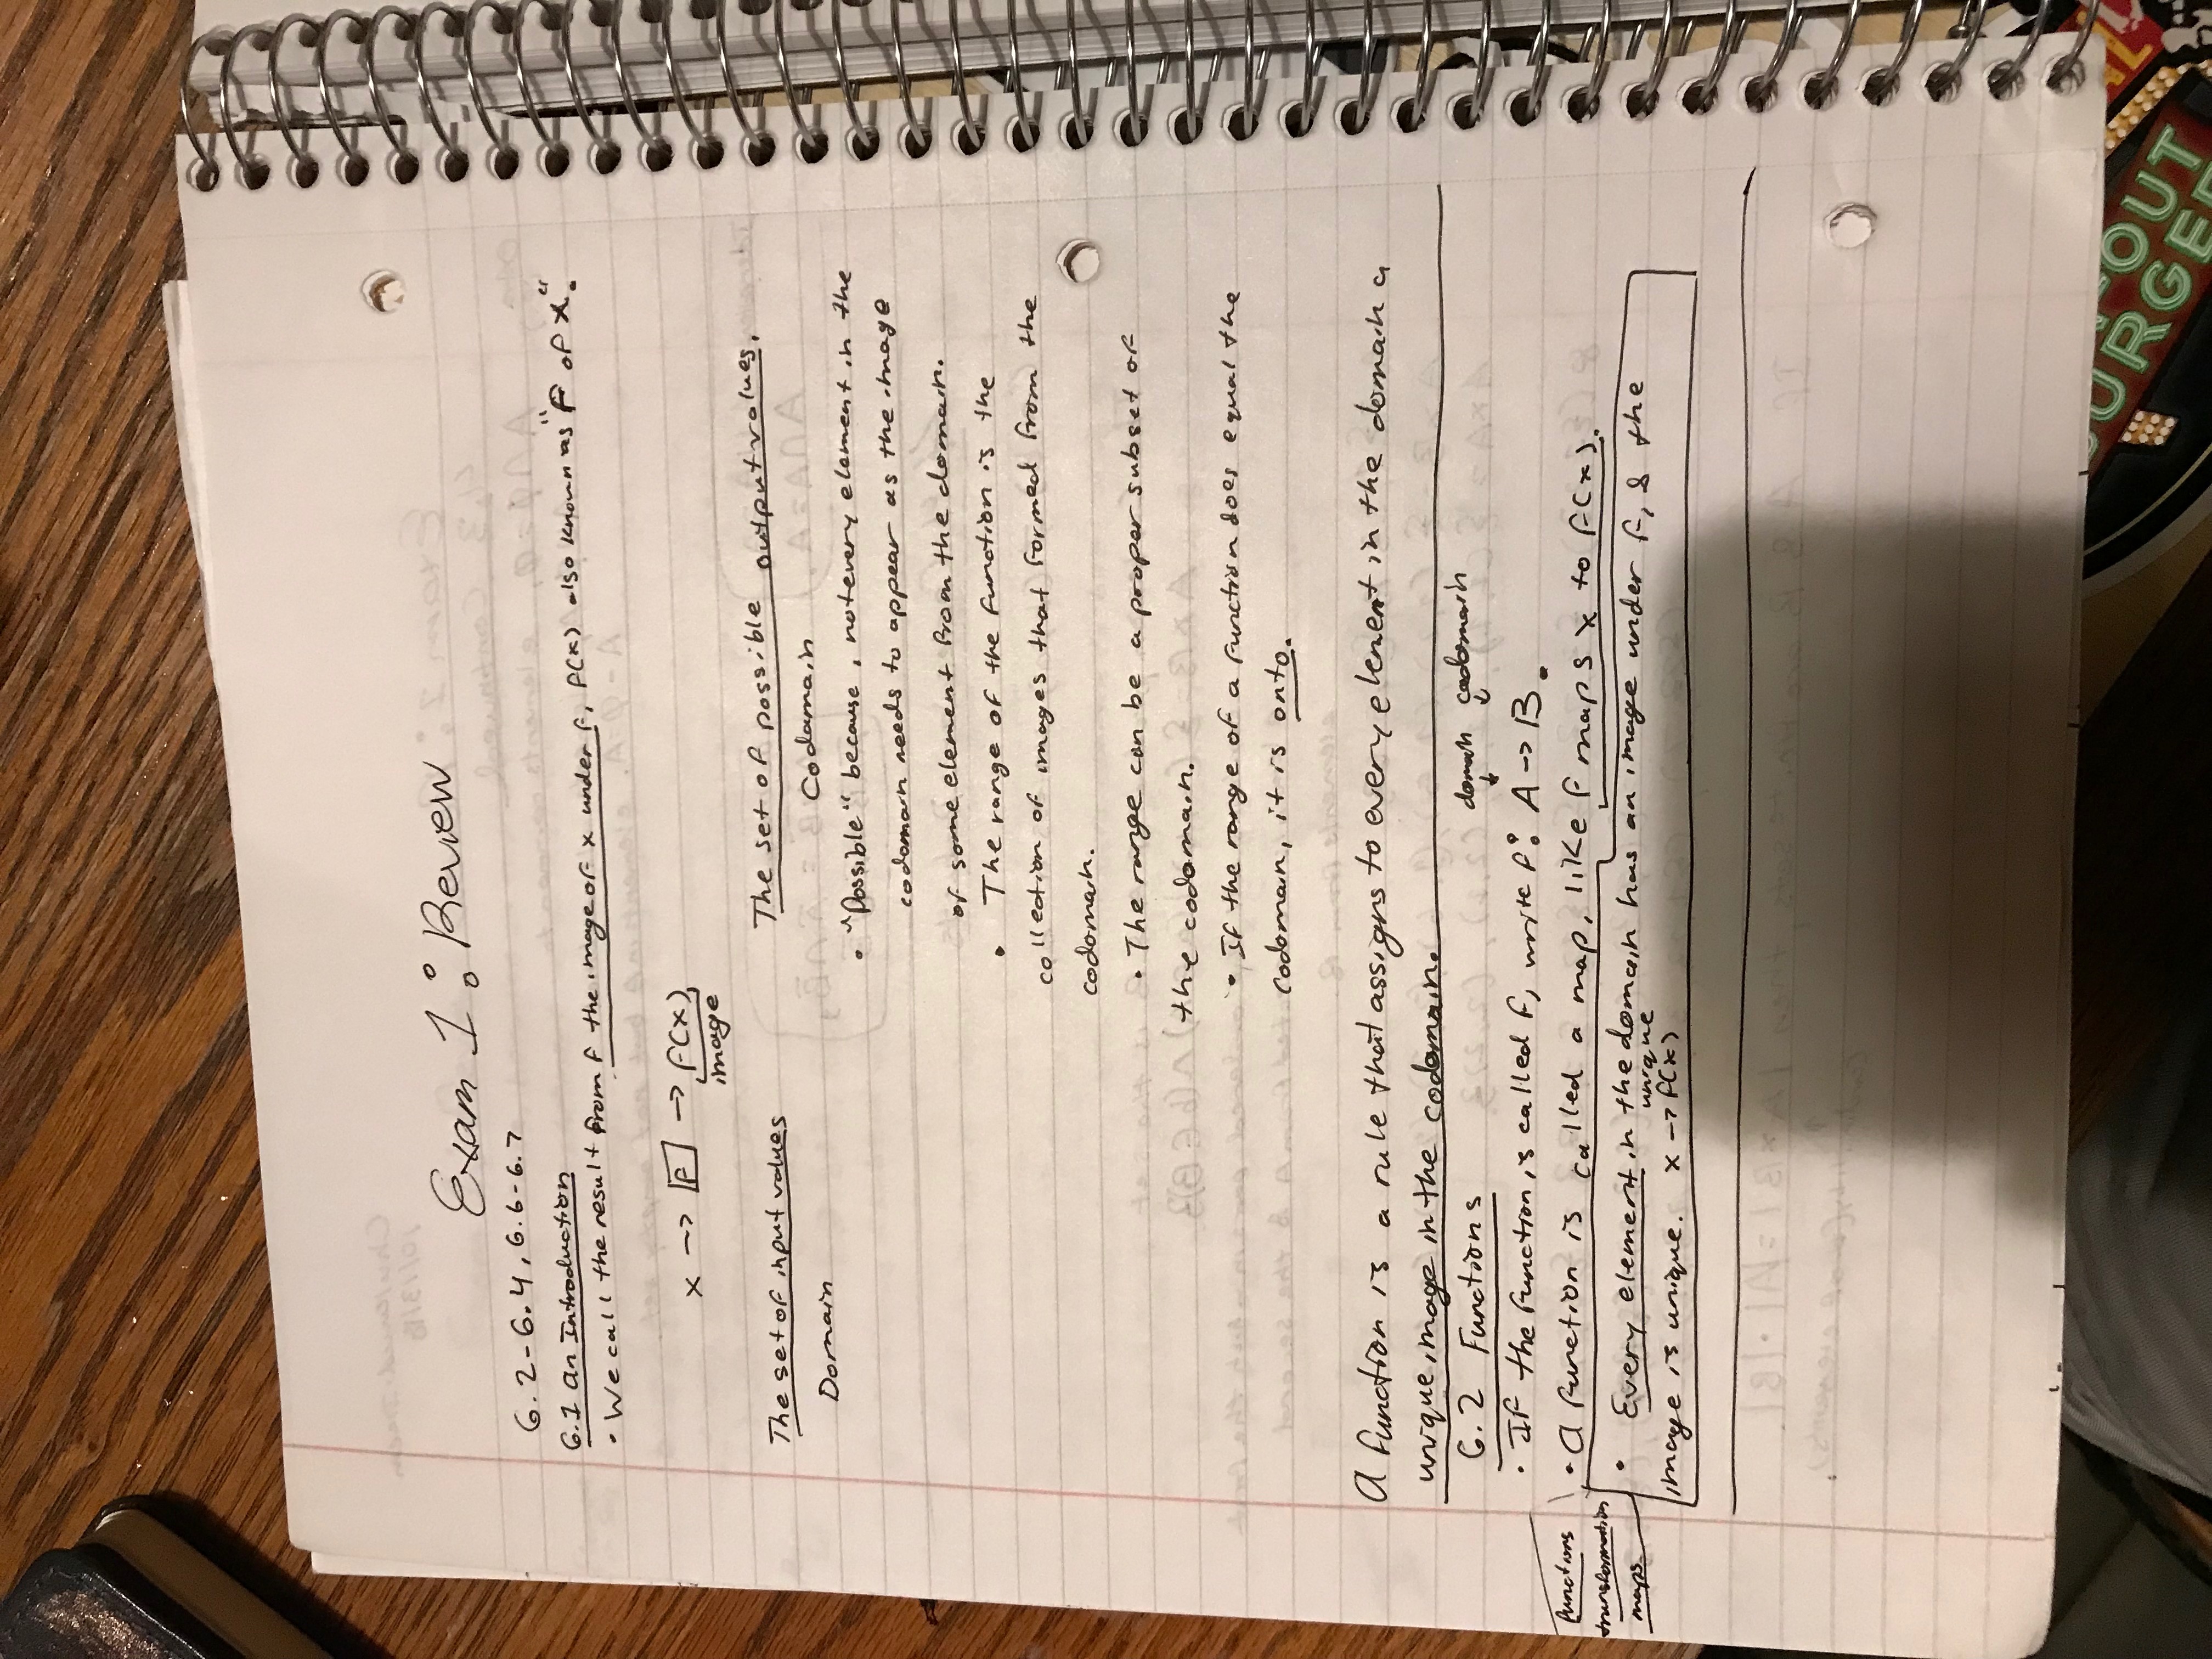 Exam 1: Review
6.2-6.4, 6.6-6.7
6.1 An Introduction
• We call the result from f the image of x under f, f(x) also known as "F of X".
x -> F -> f(x)
image
The set of input values
Domain
The set of possible output values.
Codamain
• "Possible" because, not every element in the
codomain needs to appear as the image
of some element from the domain.
• The range of the function is the
collection of images that formed from the
codomain.
• The range can be a proper subset of
the codomain.
• If the range of a function does equal the
codomain, it is onto.
A function is a rule that assigns to every element in the domain a
unique image in the codomain.
6.2 Functions
domain codomain
• If the function is called f, write f: A -> B.
• A function is called a map, like f maps x to f(x).
functions
transformation
maps
• Every element in the domain has an image under f, & the
unique
image is unique. x -> f(x)
OUT
URGE